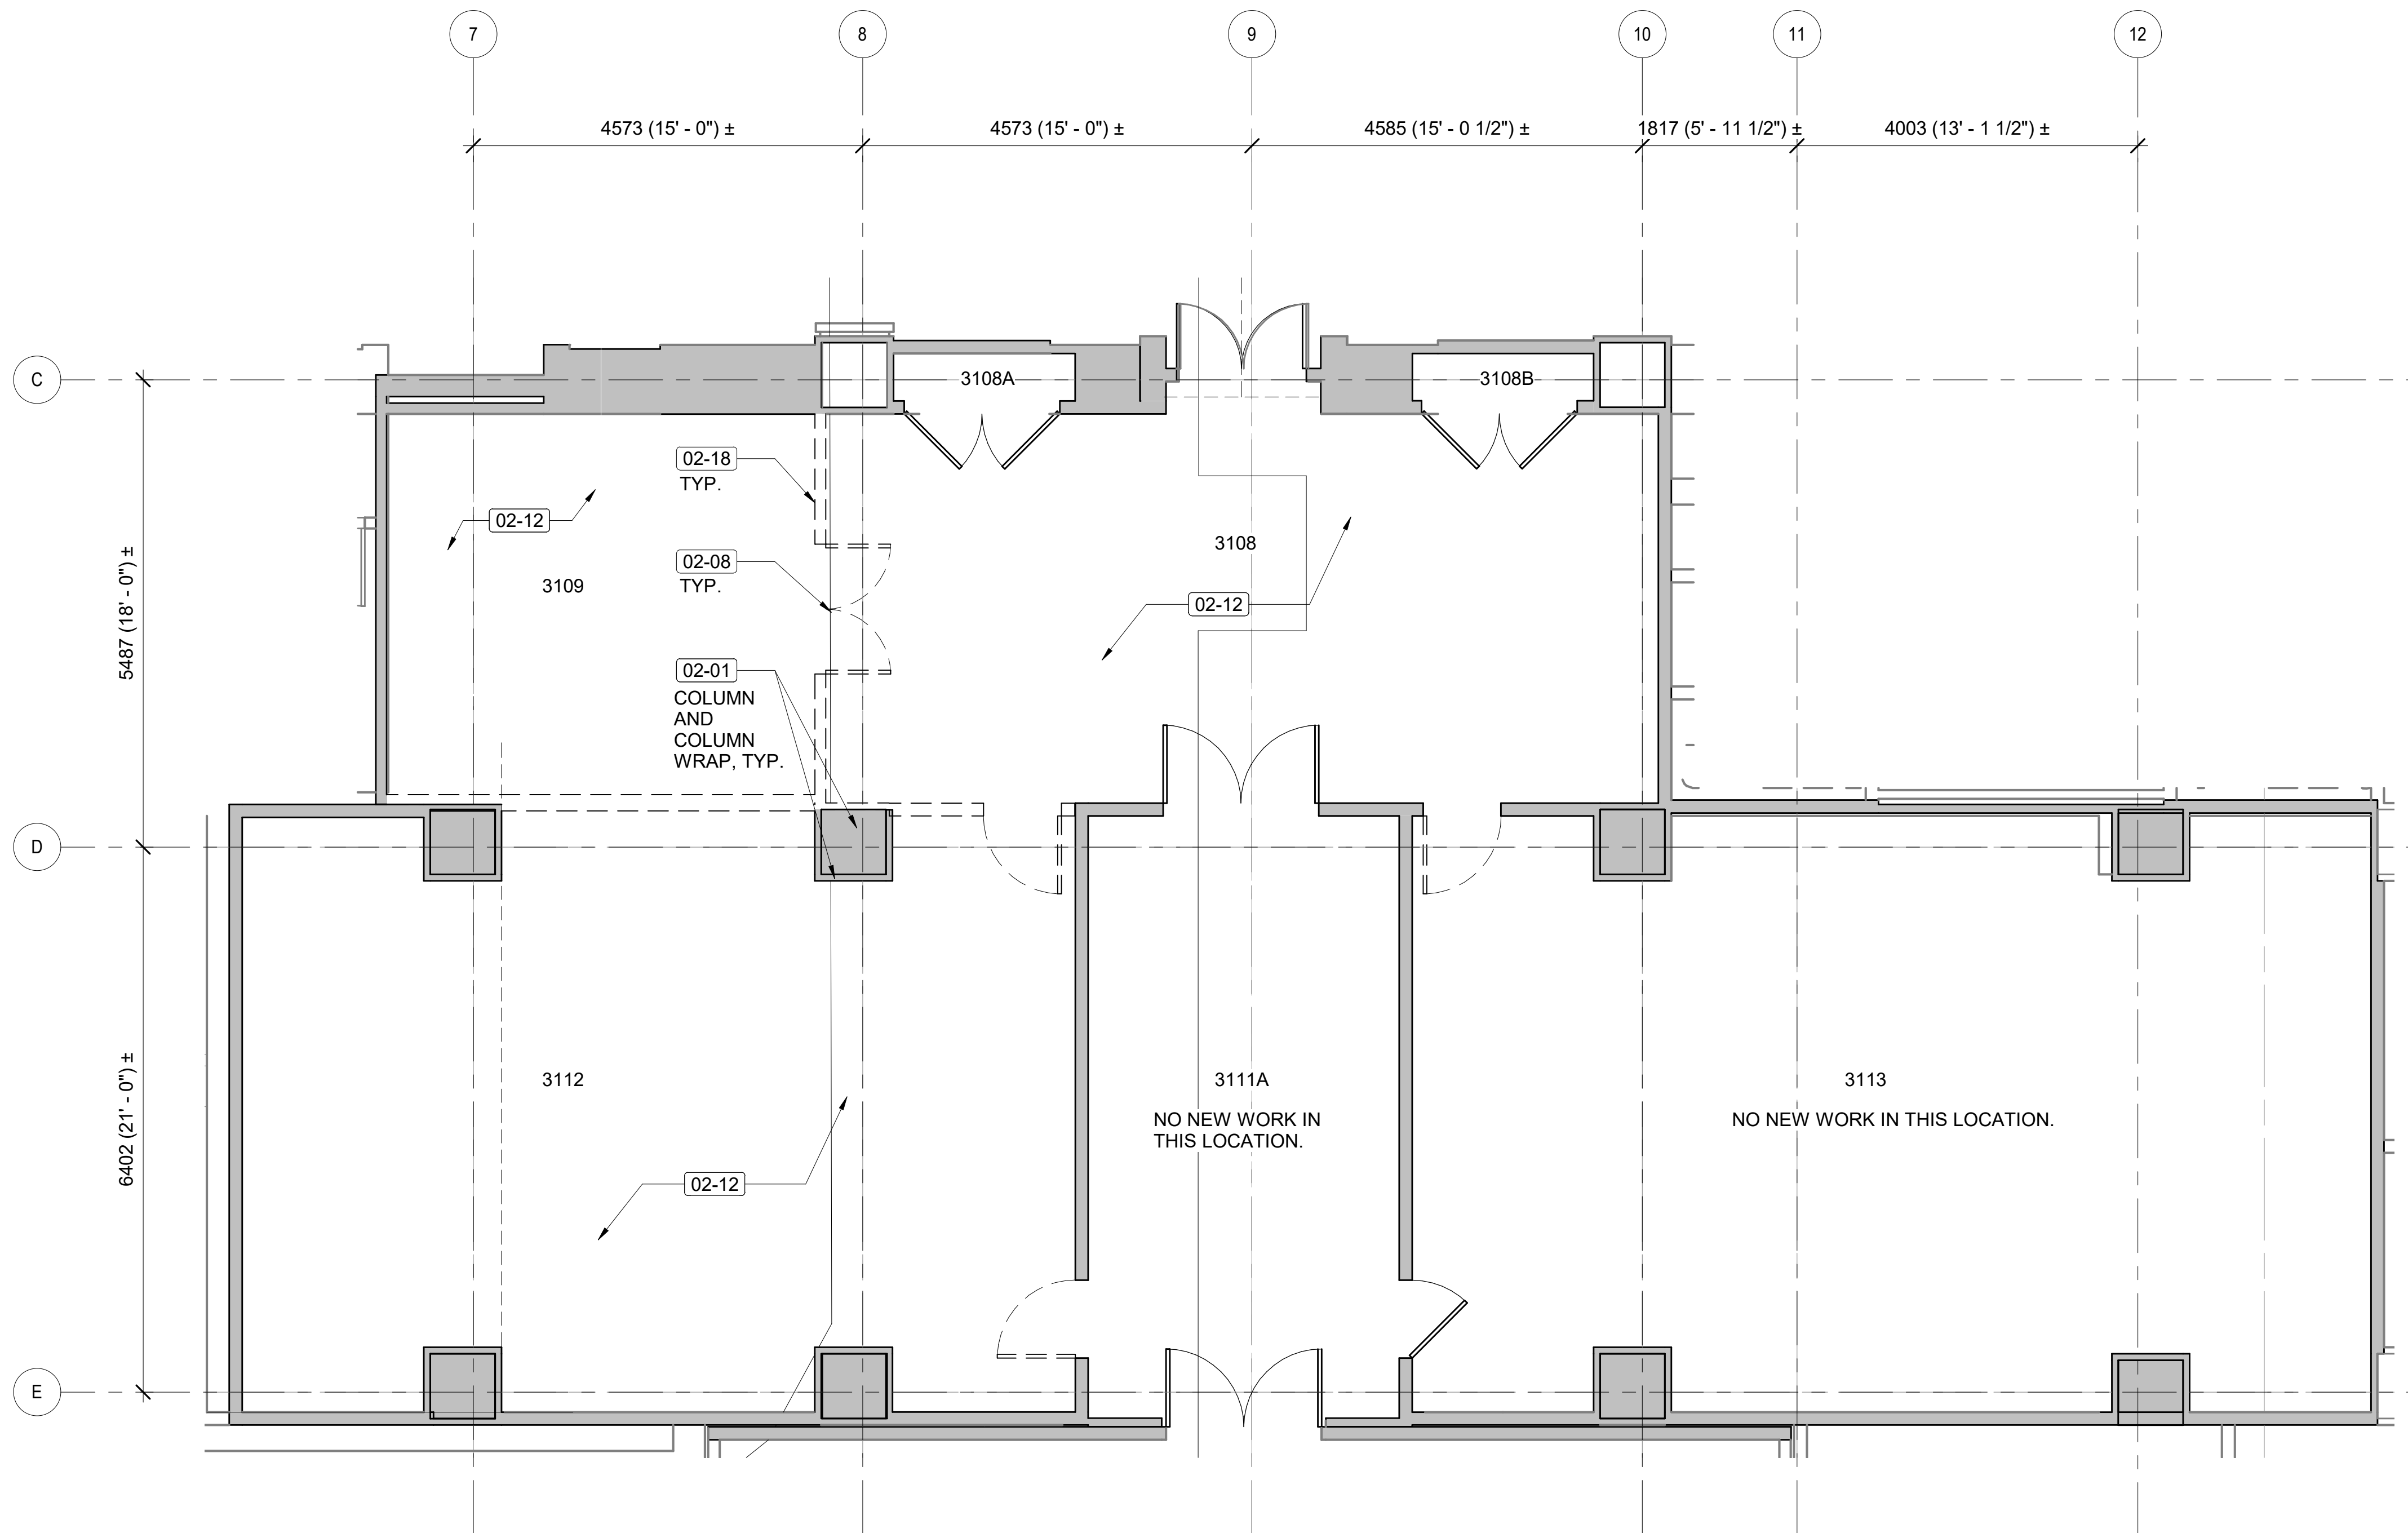 7
8
9
10
11
12
4573 (15' - 0") ±
4573 (15' - 0") ±
4585 (15' - 0 1/2") ±
1817 (5' - 11 1/2") ±
4003 (13' - 1 1/2") ±
C
3108A
3108B
02-18
TYP.
02-12
3108
02-08
TYP.
3109
02-12
5487 (18' - 0") ±
02-01
COLUMN
AND
COLUMN
WRAP, TYP.
D
3112
3111A
3113
NO NEW WORK IN
THIS LOCATION.
NO NEW WORK IN THIS LOCATION.
6402 (21' - 0") ±
02-12
E